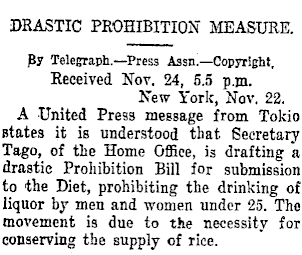 DRASTIC PROHIBITION MEASURE.
By Telegraph.—Press Assn.—Copyright.
Received Nov. 24, 5.5 p.m.
New York, Nov. 22.
A United Press message from Tokio
states it is understood that Secretary
Tago, of the Home Office, is drafting a
drastic Prohibition Bill for submission
to the Diet, prohibiting the drinking of
liquor by men and women under 25. The
movement is due to the necessity for
conserving the supply of rice.